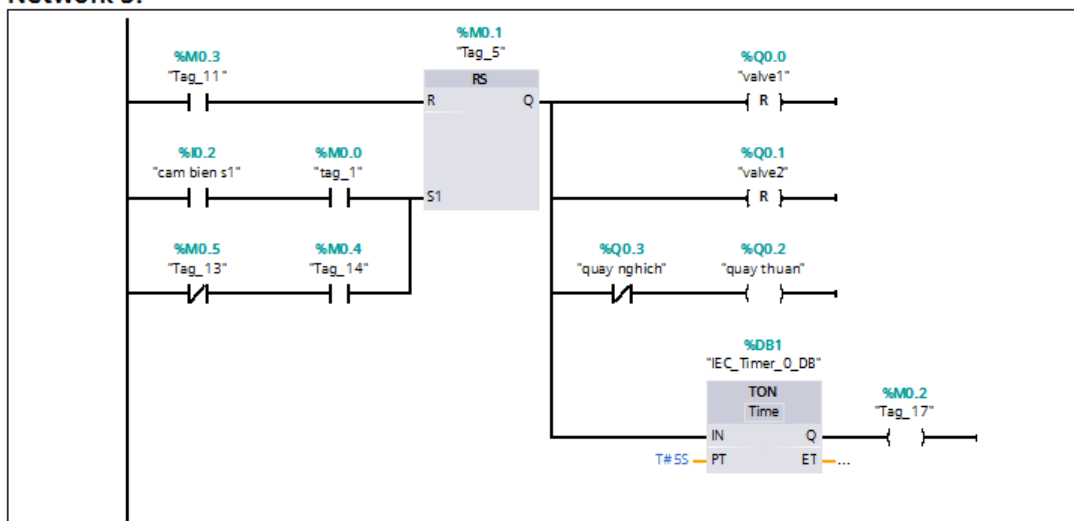 %M0.1
"Tag_5"
%M0.3
"Tag_11"
RS
R
Q
%Q0.0
"valve1"
R
%I0.2
"cam bien s1"
%M0.0
"tag_1"
S1
%Q0.1
"valve2"
R
%M0.5
"Tag_13"
%M0.4
"Tag_14"
%Q0.3
"quay nghich"
%Q0.2
"quay thuan"
%DB1
"IEC_Timer_0_DB"
TON
Time
IN
Q
%M0.2
"Tag_17"
T#5S
PT
ET
...